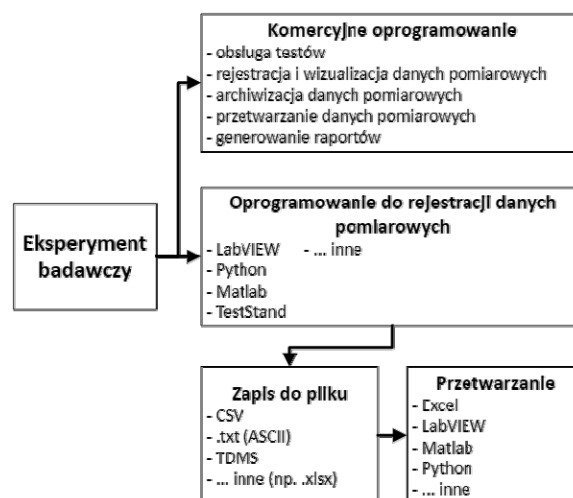 Komercyjne oprogramowanie
- obsługa testów
- rejestracja i wizualizacja danych pomiarowych
- archiwizacja danych pomiarowych
- przetwarzanie danych pomiarowych
- generowanie raportów
Eksperyment
badawczy
Oprogramowanie do rejestracji danych
pomiarowych
- LabVIEW - ... inne
- Python
- Matlab
- TestStand
Zapis do pliku
- CSV
- .txt (ASCII)
- TDMS
- ... inne (np. .xlsx)
Przetwarzanie
- Excel
- LabVIEW
- Matlab
- Python
- ... inne